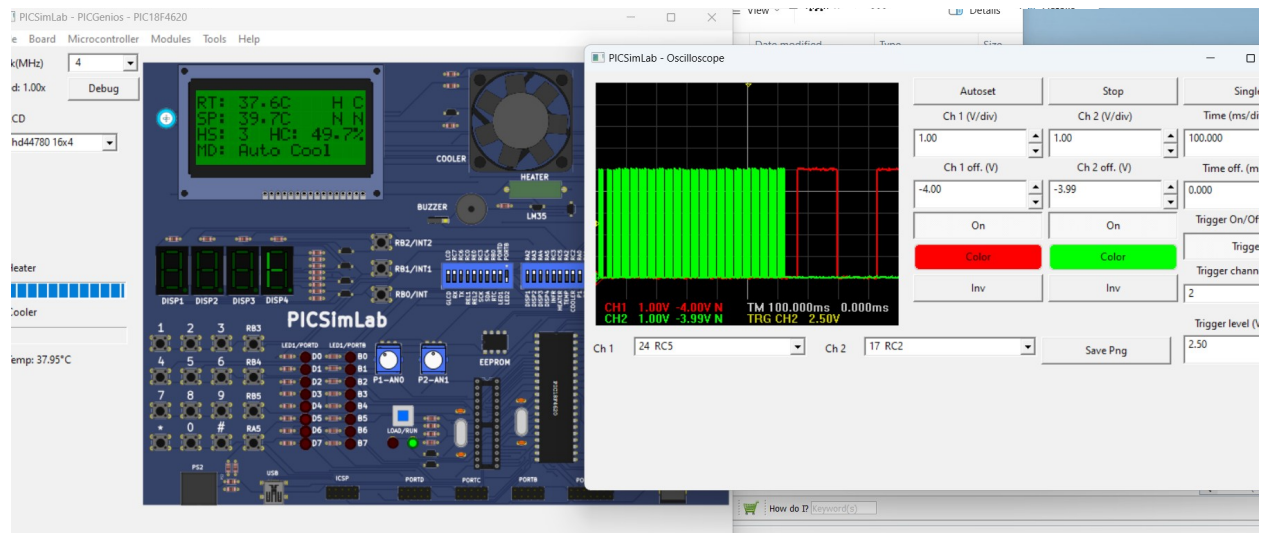 PICSimLab - PICGenios - PIC18F4620
View
Details
Board Microcontroller Modules Tools Help
Date modified Type Size
k(MHz) 4
d: 1.00x Debug
CD
hd44780 16x4
RT: 37.6C H C
SP: 39.7C N N
HS: 3 HC: 49.7%
MD: Auto Cool
COOLER
HEATER
BUZZER
LM35
RB2/INT2
RB1/INT1
RB0/INT
DISP1 DISP2 DISP3 DISP4
eater
ooler
emp: 37.95°C
PICSimLab
1 2 3 RB3
4 5 6 RB4
7 8 9 RB5
* 0 # RA5
LED1/PORTD LED1/PORTB
D0 B0
D1 B1
D2 B2
D3 B3
D4 B4
D5 B5
D6 B6
D7 B7
P1-AN0 P2-AN1
EEPROM
LOAD/RUN
PIC18F4620
PS2 USB ICSP PORTD PORTC PORTB
PICSimLab - Oscilloscope
Autoset Stop Singl
Ch 1 (V/div) Ch 2 (V/div) Time (ms/di
1.00 1.00 100.000
Ch 1 off. (V) Ch 2 off. (V) Time off. (m
-4.00 -3.99 0.000
On On Trigger On/Of
Color Color Trigge
Inv Inv Trigger chann
2
Trigger level (V
2.50
CH1 1.00V -4.00V N TM 100.000ms 0.000ms
CH2 1.00V -3.99V N TRG CH2 2.50V
Ch 1 24 RC5 Ch 2 17 RC2 Save Png
How do I? Keyword(s)